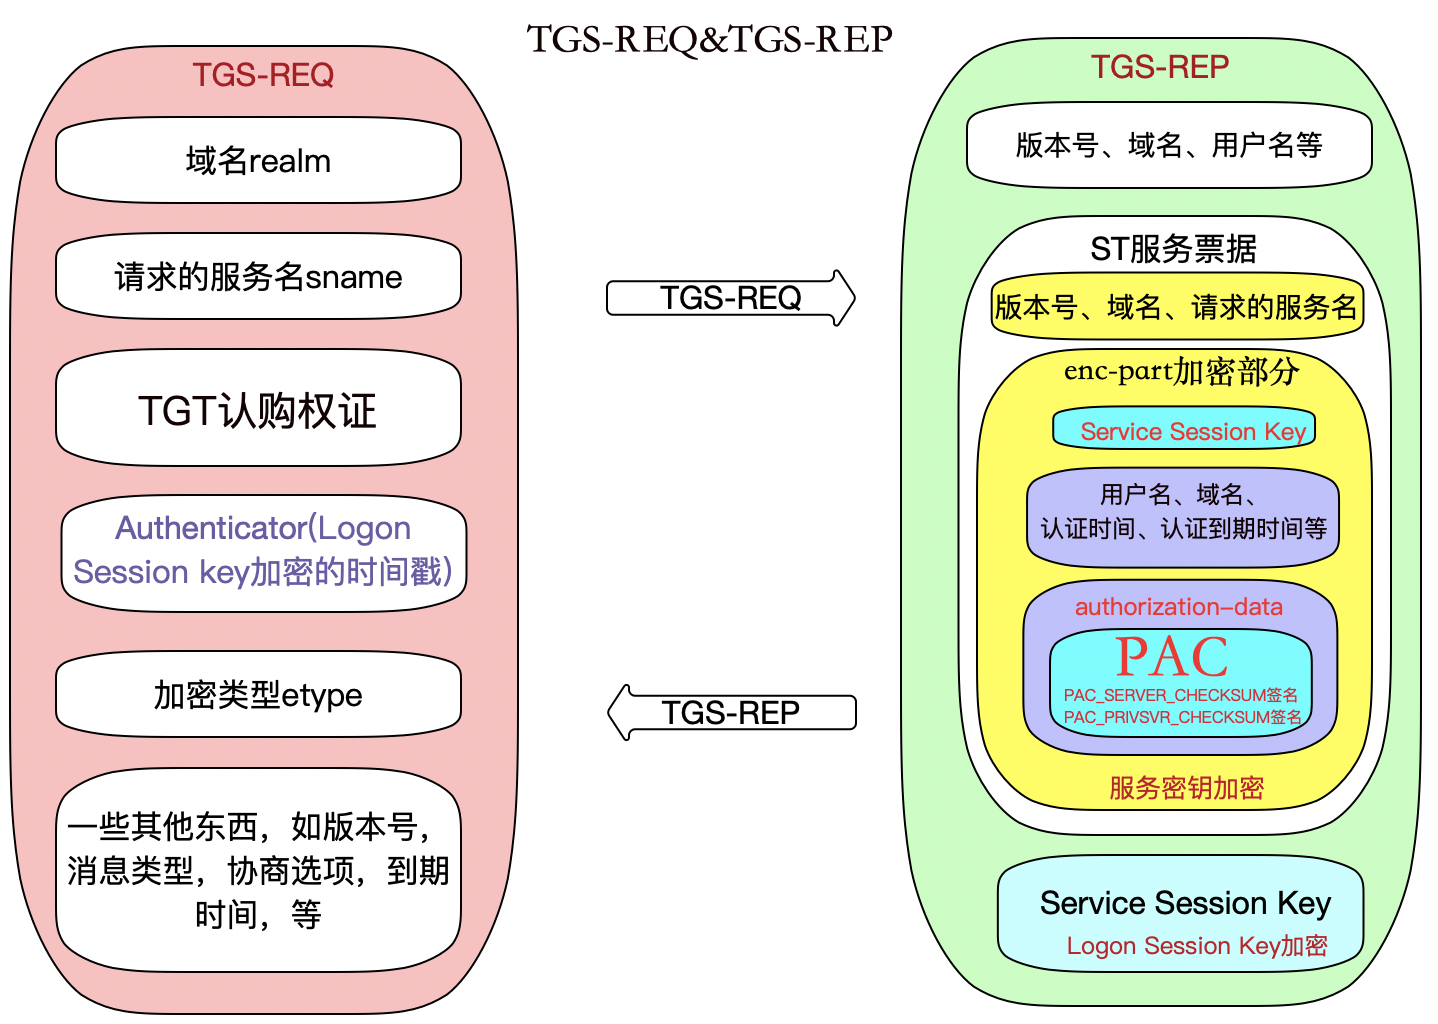 TGS-REQ&TGS-REP
TGS-REQ
域名realm
请求的服务名sname
TGT认购权证
Authenticator(Logon
Session key加密的时间戳)
加密类型etype
一些其他东西，如版本号，
消息类型，协商选项，到期
时间，等
TGS-REQ
TGS-REP
TGS-REP
版本号、域名、用户名等
ST服务票据
版本号、域名、请求的服务名
enc-part加密部分
Service Session Key
用户名、域名、
认证时间、认证到期时间等
authorization-data
PAC
PAC_SERVER_CHECKSUM签名
PAC_PRIVSVR_CHECKSUM签名
服务密钥加密
Service Session Key
Logon Session Key加密